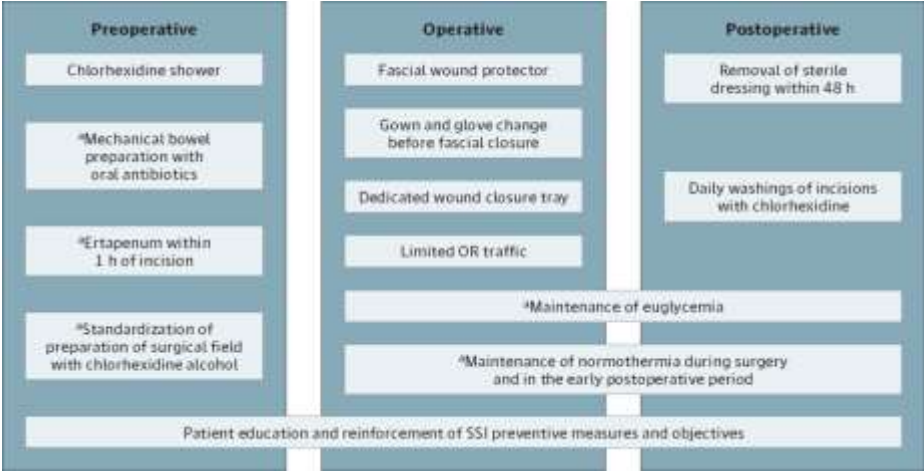 Preoperative
Chlorhexidine shower
ᵃMechanical bowel
preparation with
oral antibiotics
ᵃErtapenum within
1 h of incision
ᵃStandardization of
preparation of surgical field
with chlorhexidine alcohol
Operative
Fascial wound protector
Gown and glove change
before fascial closure
Dedicated wound closure tray
Limited OR traffic
Postoperative
Removal of sterile
dressing within 48 h
Daily washings of incisions
with chlorhexidine
ᵃMaintenance of euglycemia
ᵃMaintenance of normothermia during surgery
and in the early postoperative period
Patient education and reinforcement of SSI preventive measures and objectives